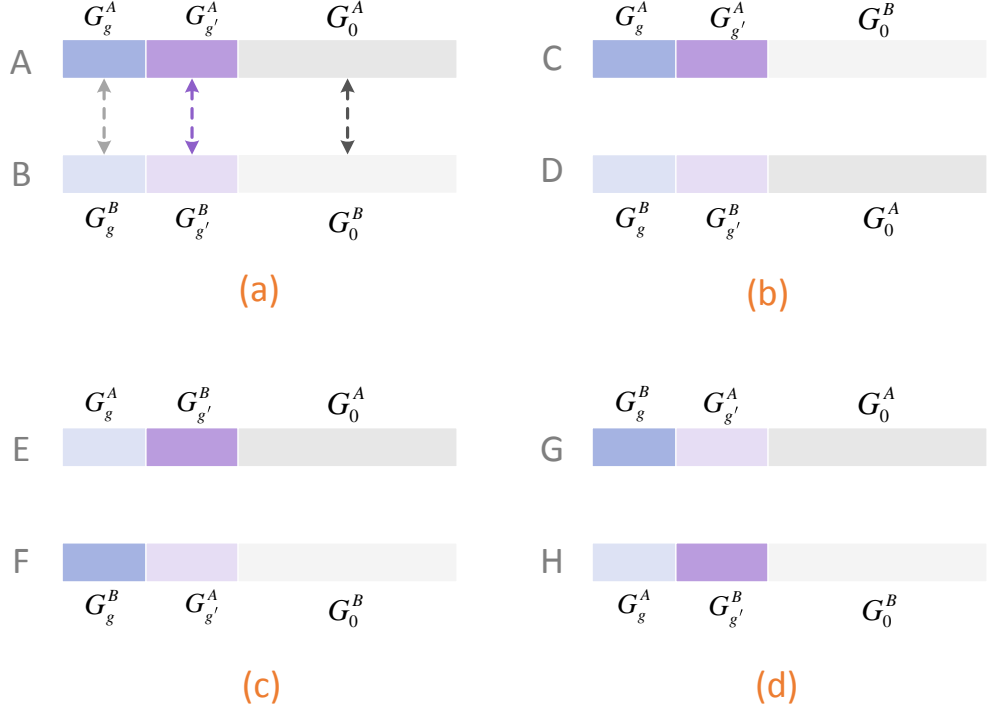 G_g^A G_{g'}^A G_0^A
A
B
G_g^B G_{g'}^B G_0^B
(a)
G_g^A G_{g'}^A G_0^B
C
D
G_g^B G_{g'}^B G_0^A
(b)
G_g^A G_{g'}^B G_0^A
E
F
G_g^B G_{g'}^A G_0^B
(c)
G_g^B G_{g'}^A G_0^A
G
H
G_g^A G_{g'}^B G_0^B
(d)